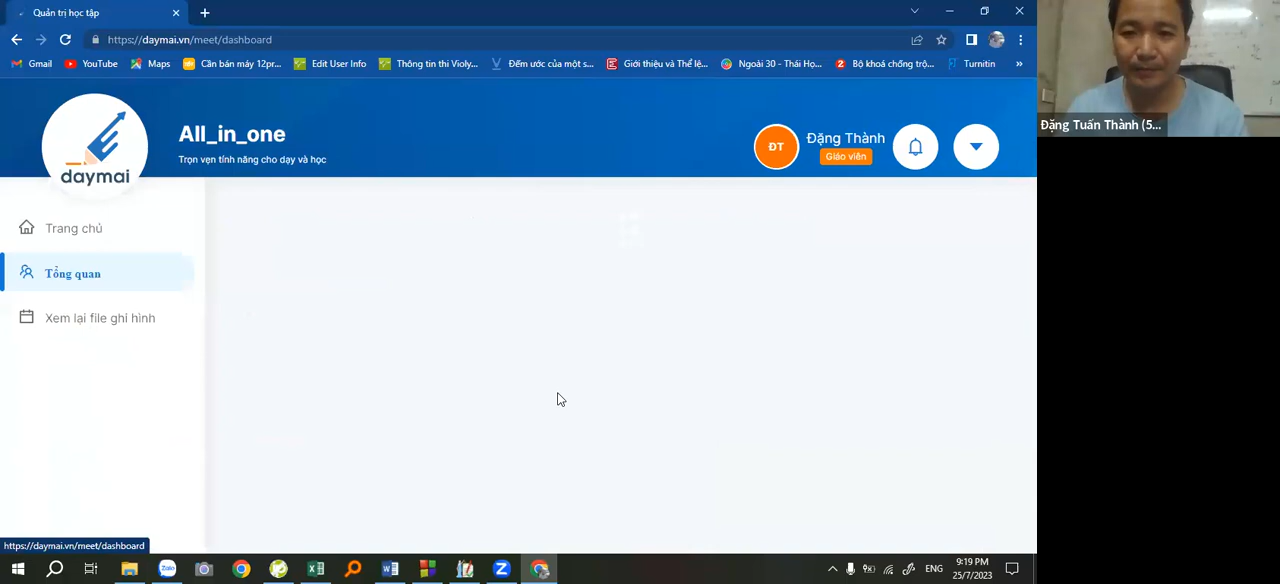 Quản trị học tập
https://daymai.vn/meet/dashboard
Gmail
YouTube
Maps
Cần bán máy 12pr...
Edit User Info
Thông tin thi Violy...
Đếm ước của một s...
Giới thiệu và Thể lệ...
Ngoài 30 - Thái Họ...
Bộ khoá chống trộ...
Turnitin
»
daymai
All_in_one
Trọn vẹn tính năng cho dạy và học
ĐT
Đặng Thành
Giáo viên
Đặng Tuấn Thành (5...
Trang chủ
Tổng quan
Xem lại file ghi hình
https://daymai.vn/meet/dashboard
Zalo
ENG
9:19 PM
25/7/2023